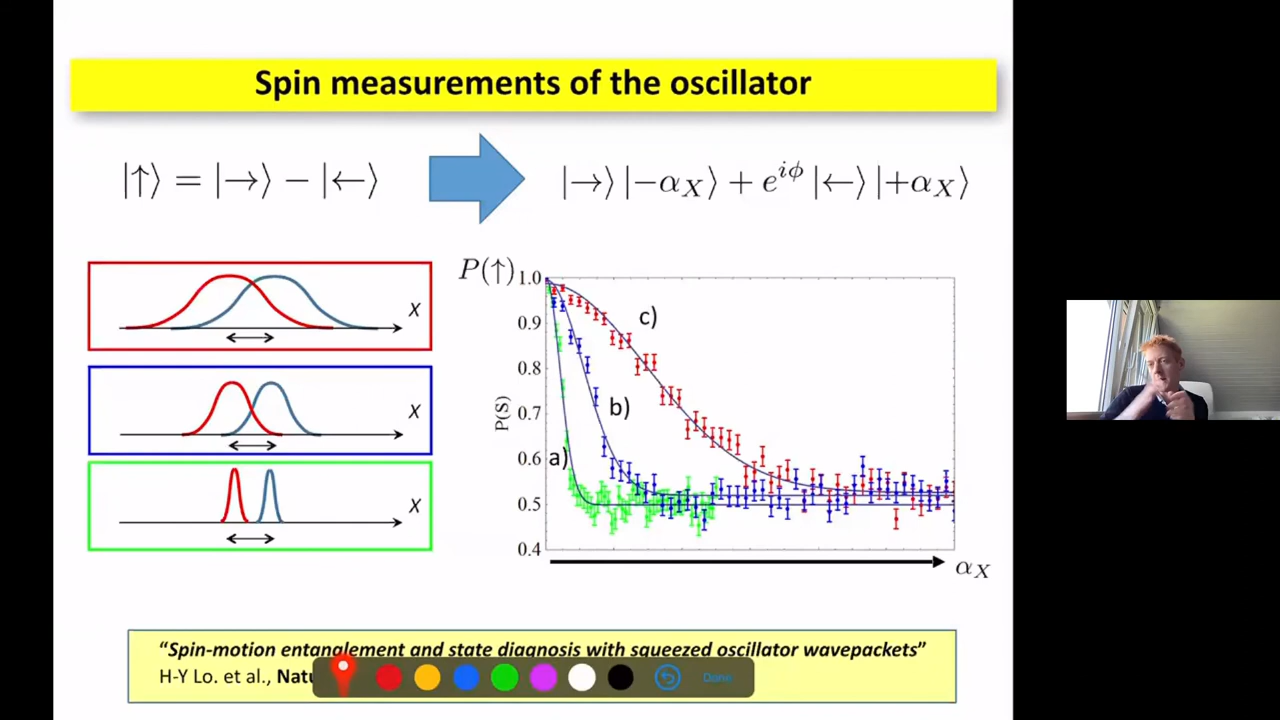 Spin measurements of the oscillator
|↑⟩ = |→⟩ − |←⟩
|→⟩ |−α_X⟩ + e^{iϕ} |←⟩ |+α_X⟩
X
X
X
P(↑)
1.0
0.9
0.8
0.7
0.6
0.5
0.4
P(S)
c)
b)
a)
α_X
“Spin-motion entanglement and state diagnosis with squeezed oscillator wavepackets”
H-Y Lo. et al.,
Done